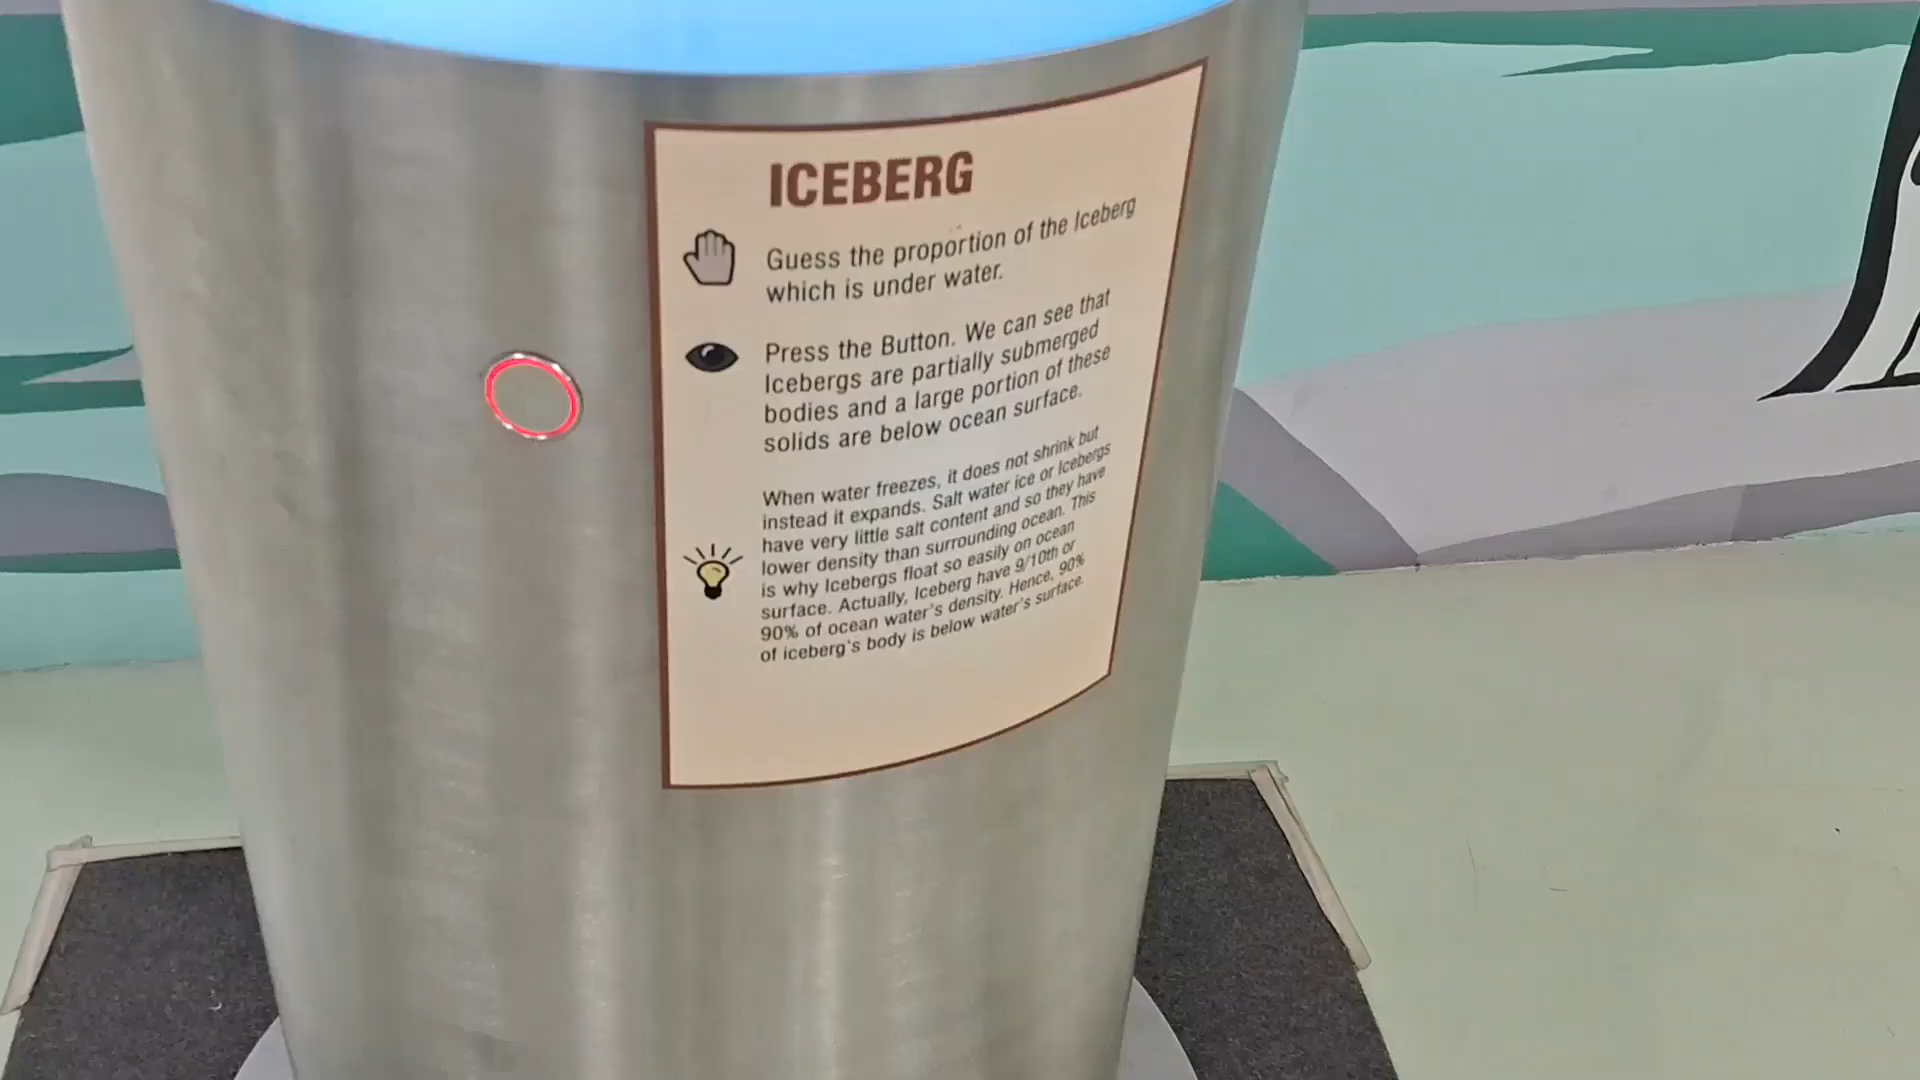 ICEBERG
Guess the proportion of the Iceberg
which is under water.
Press the Button. We can see that
Icebergs are partially submerged
bodies and a large portion of these
solids are below ocean surface.
When water freezes, it does not shrink but
instead it expands. Salt water ice or Icebergs
have very little salt content and so they have
lower density than surrounding ocean. This
is why Icebergs float so easily on ocean
surface. Actually, Iceberg have 9/10th or
90% of ocean water's density. Hence, 90%
of iceberg's body is below water's surface.